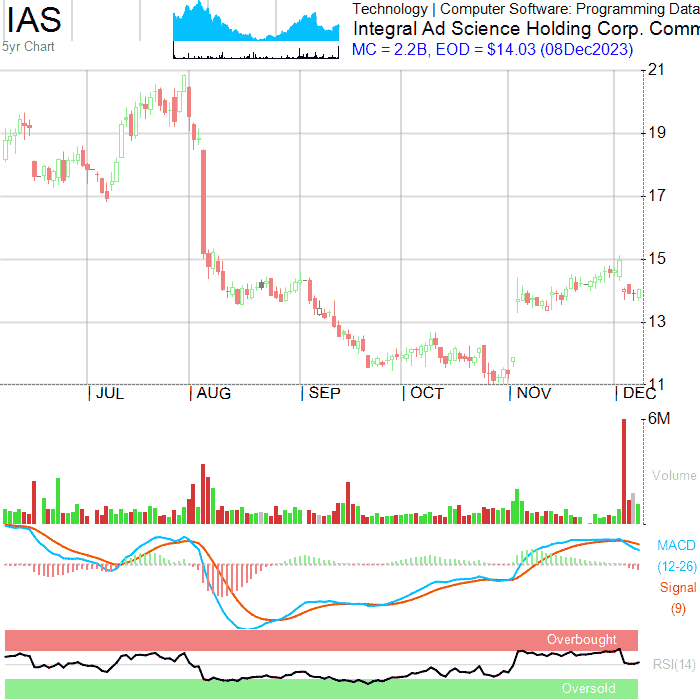 IAS
5yr Chart
Technology | Computer Software: Programming Data
Integral Ad Science Holding Corp. Comm
MC = 2.2B, EOD = $14.03 (08Dec2023)
21
19
17
15
13
11
JUL AUG SEP OCT NOV DEC
6M
Volume
MACD
(12-26)
Signal
(9)
Overbought
RSI(14)
Oversold